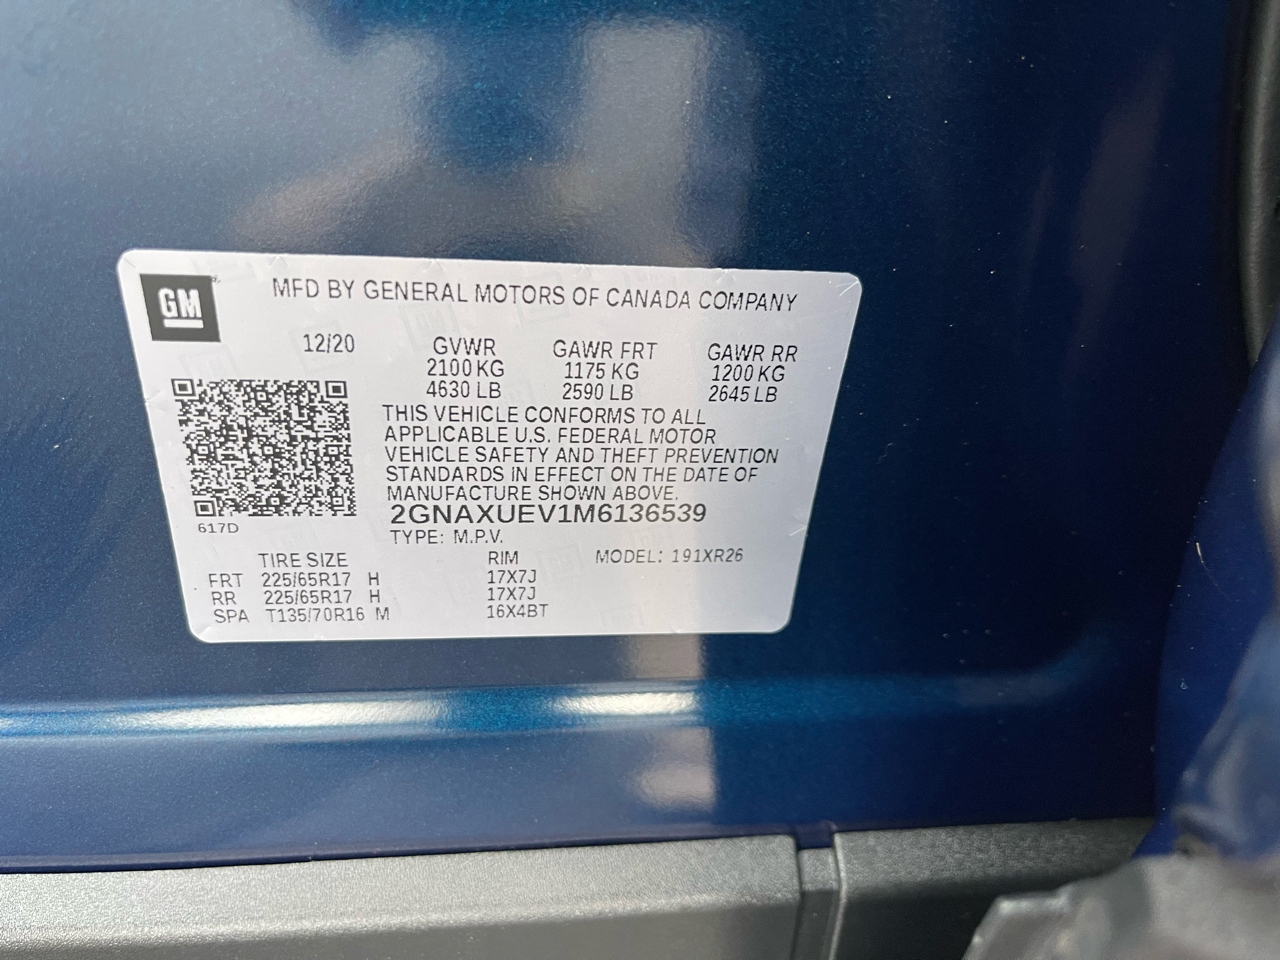 GM
MFD BY GENERAL MOTORS OF CANADA COMPANY
12/20 GVWR GAWR FRT GAWR RR
2100 KG 1175 KG 1200 KG
4630 LB 2590 LB 2645 LB
THIS VEHICLE CONFORMS TO ALL
APPLICABLE U.S. FEDERAL MOTOR
VEHICLE SAFETY AND THEFT PREVENTION
STANDARDS IN EFFECT ON THE DATE OF
MANUFACTURE SHOWN ABOVE.
2GNAXUEV1M6136539
617D
TYPE: M.P.V.
TIRE SIZE RIM MODEL: 191XR26
FRT 225/65R17 H 17X7J
RR 225/65R17 H 17X7J
SPA T135/70R16 M 16X4BT